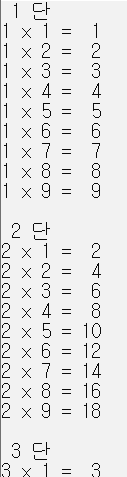 1 단
1 × 1 = 1
1 × 2 = 2
1 × 3 = 3
1 × 4 = 4
1 × 5 = 5
1 × 6 = 6
1 × 7 = 7
1 × 8 = 8
1 × 9 = 9
2 단
2 × 1 = 2
2 × 2 = 4
2 × 3 = 6
2 × 4 = 8
2 × 5 = 10
2 × 6 = 12
2 × 7 = 14
2 × 8 = 16
2 × 9 = 18
3 단
3 × 1 = 3